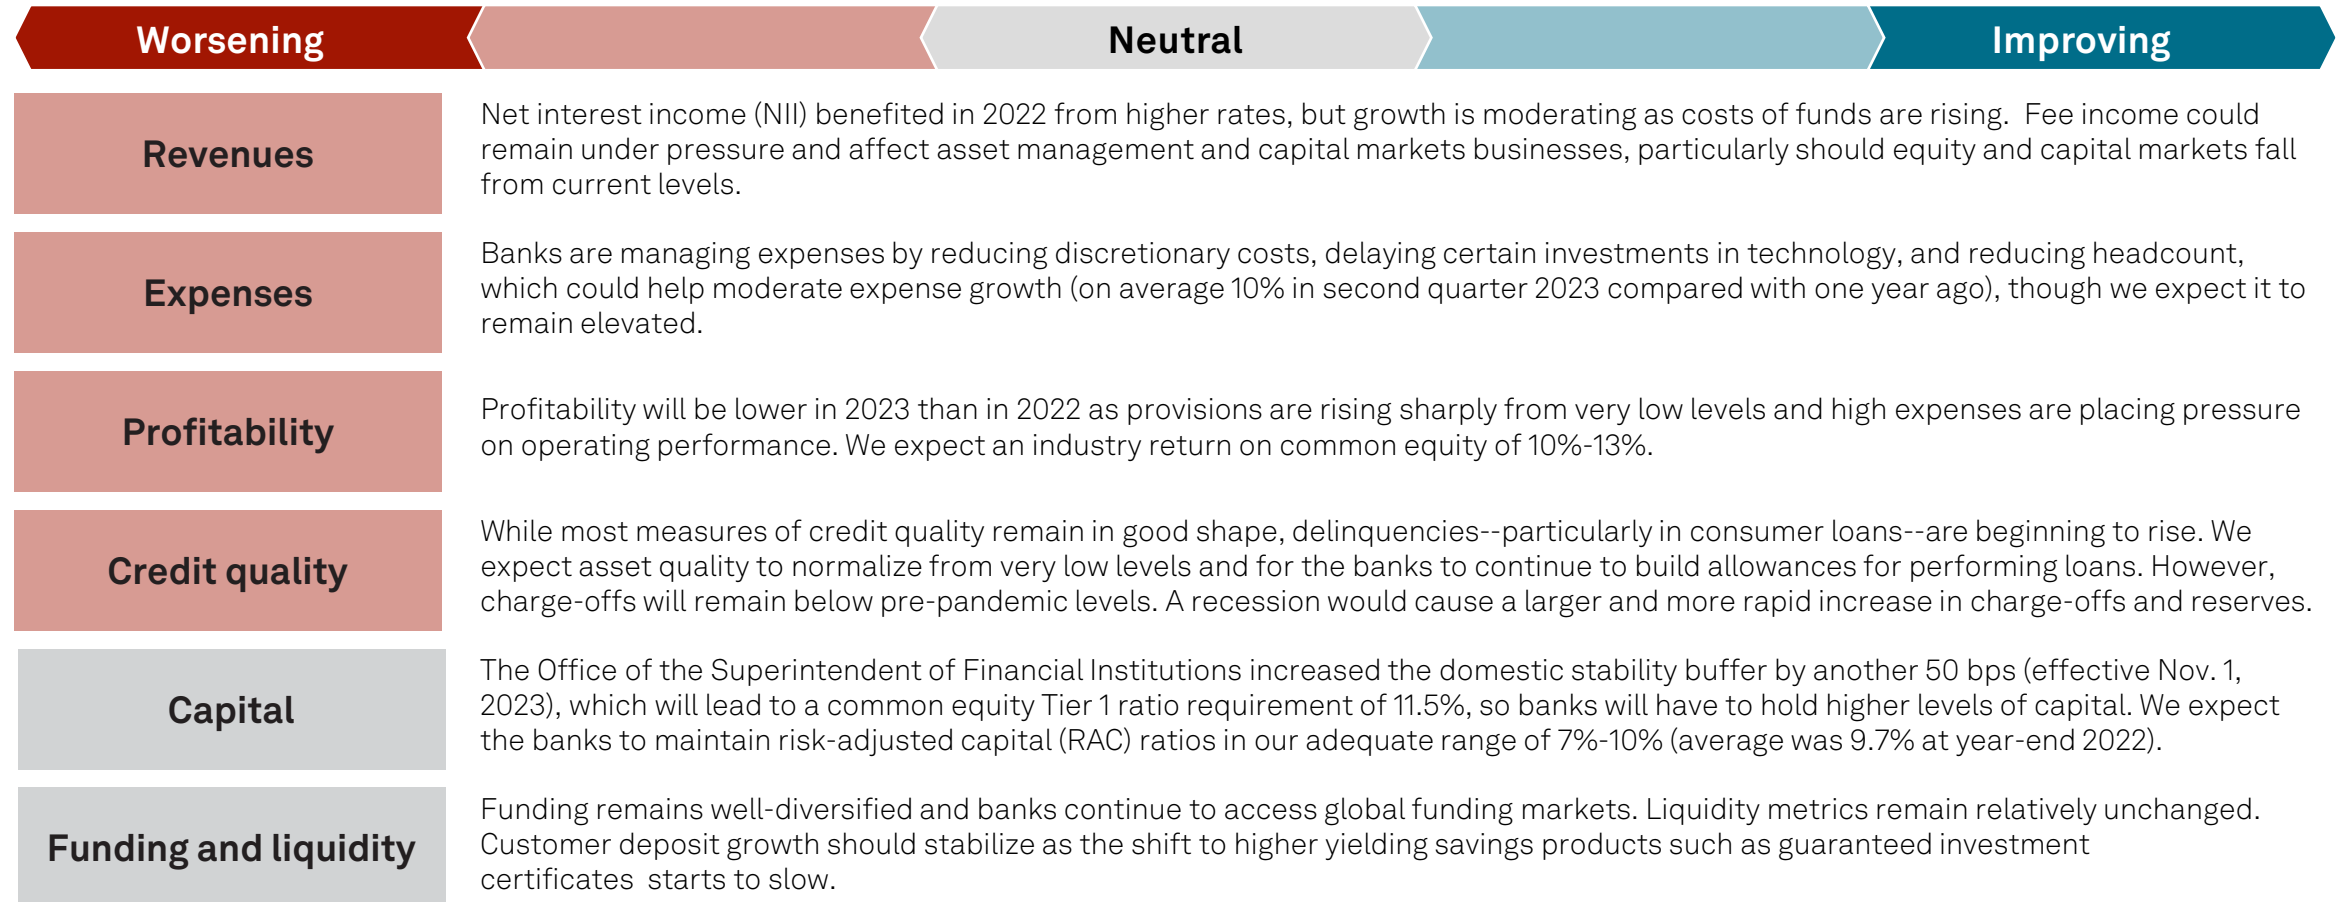 Worsening
Neutral
Improving
Revenues
Net interest income (NII) benefited in 2022 from higher rates, but growth is moderating as costs of funds are rising.  Fee income could
remain under pressure and affect asset management and capital markets businesses, particularly should equity and capital markets fall
from current levels.
Expenses
Banks are managing expenses by reducing discretionary costs, delaying certain investments in technology, and reducing headcount,
which could help moderate expense growth (on average 10% in second quarter 2023 compared with one year ago), though we expect it to
remain elevated.
Profitability
Profitability will be lower in 2023 than in 2022 as provisions are rising sharply from very low levels and high expenses are placing pressure
on operating performance. We expect an industry return on common equity of 10%-13%.
Credit quality
While most measures of credit quality remain in good shape, delinquencies--particularly in consumer loans--are beginning to rise. We
expect asset quality to normalize from very low levels and for the banks to continue to build allowances for performing loans. However,
charge-offs will remain below pre-pandemic levels. A recession would cause a larger and more rapid increase in charge-offs and reserves.
Capital
The Office of the Superintendent of Financial Institutions increased the domestic stability buffer by another 50 bps (effective Nov. 1,
2023), which will lead to a common equity Tier 1 ratio requirement of 11.5%, so banks will have to hold higher levels of capital. We expect
the banks to maintain risk-adjusted capital (RAC) ratios in our adequate range of 7%-10% (average was 9.7% at year-end 2022).
Funding and liquidity
Funding remains well-diversified and banks continue to access global funding markets. Liquidity metrics remain relatively unchanged.
Customer deposit growth should stabilize as the shift to higher yielding savings products such as guaranteed investment
certificates  starts to slow.